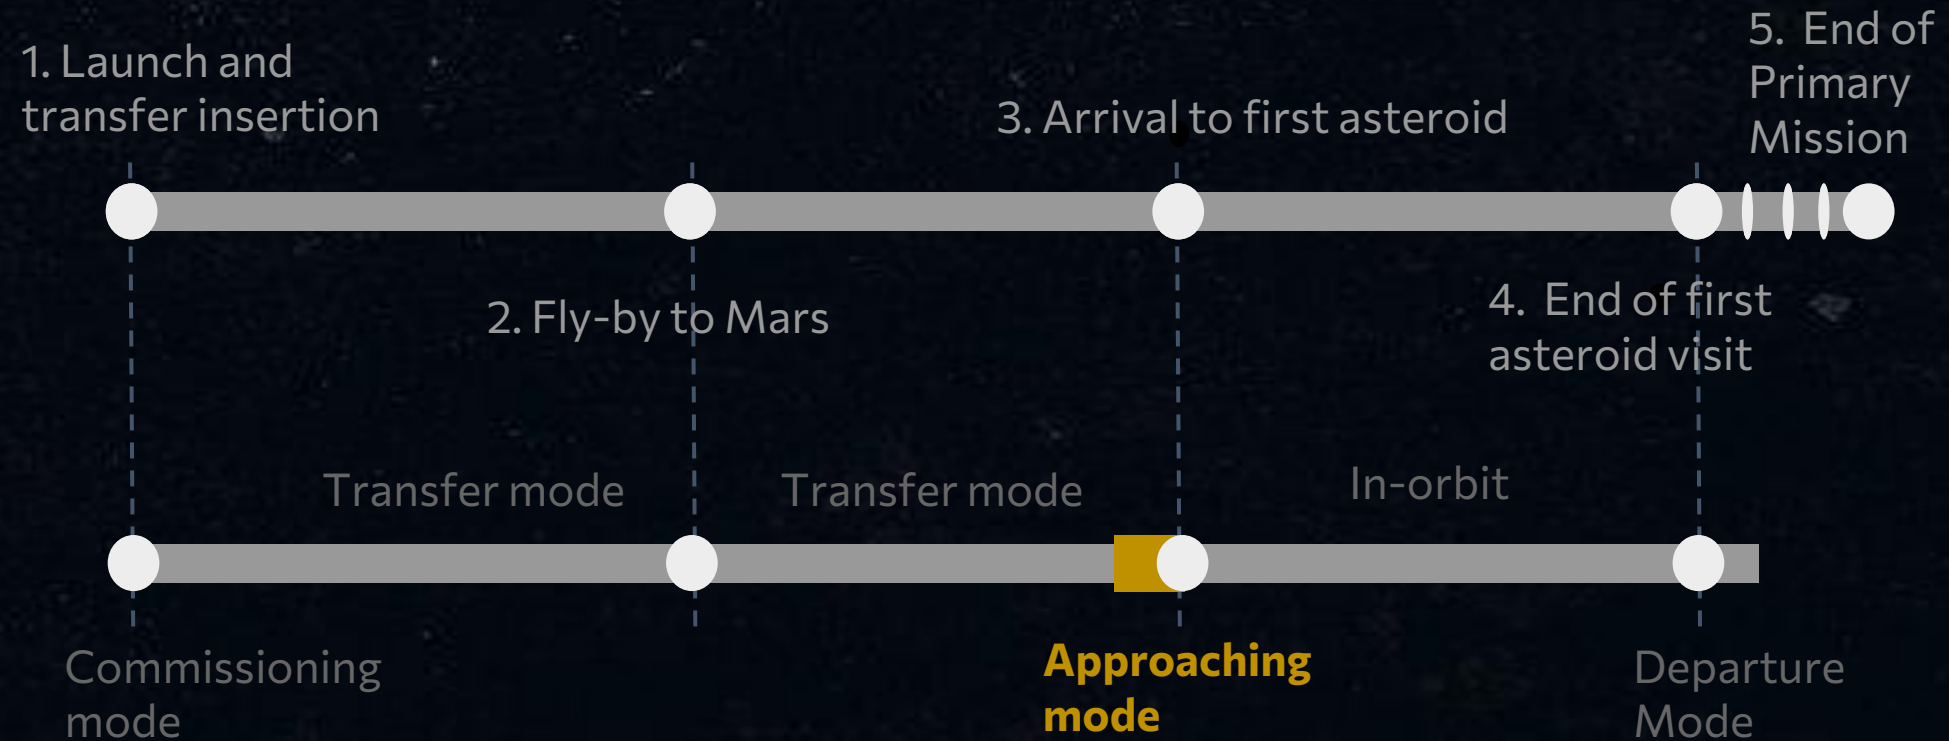 1. Launch and
transfer insertion
3. Arrival to first asteroid
5. End of
Primary
Mission
2. Fly-by to Mars
4. End of first
asteroid visit
Transfer mode
Transfer mode
In-orbit
Commissioning
mode
Approaching
mode
Departure
Mode